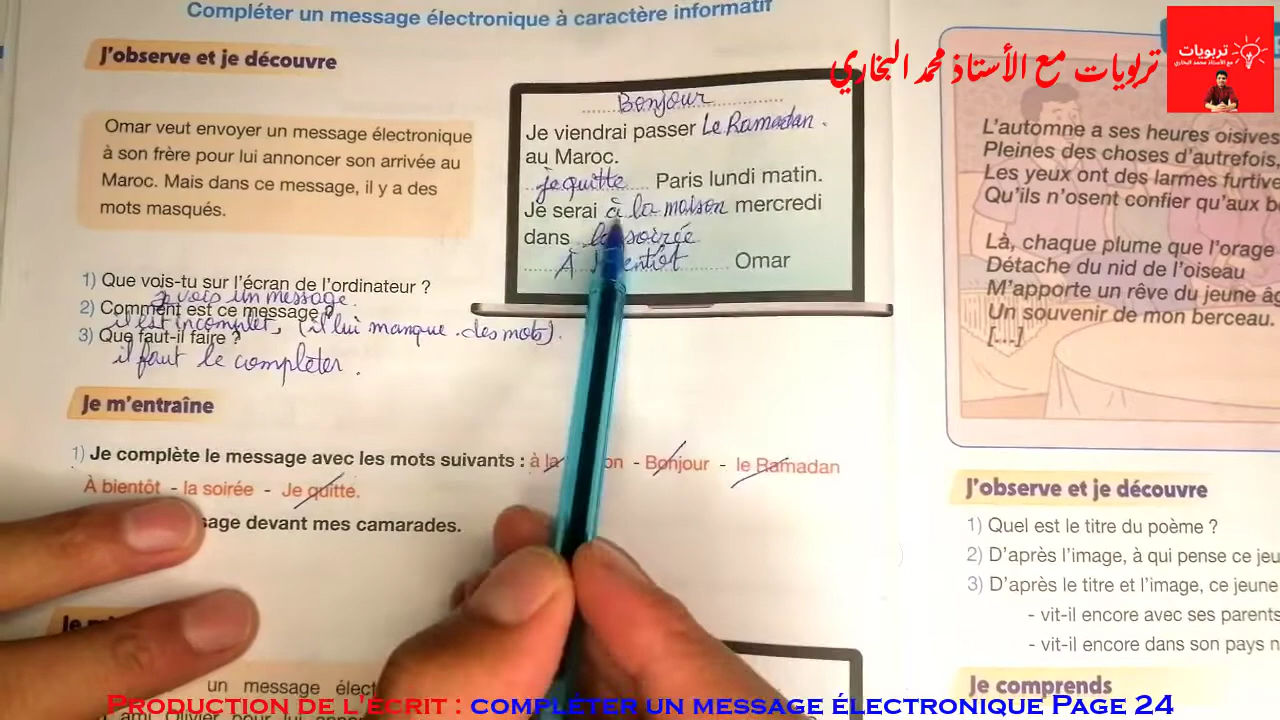 Compléter un message électronique à caractère informatif
تربويات مع الأستاذ محمد البخاري
تربويات
مع الأستاذ محمد البخاري
J'observe et je découvre
Omar veut envoyer un message électronique
à son frère pour lui annoncer son arrivée au
Maroc. Mais dans ce message, il y a des
mots masqués.
Bonjour
Je viendrai passer Le Ramadan.
au Maroc.
je quitte Paris lundi matin.
Je serai à la maison mercredi
dans la soirée
À bientôt Omar
1) Que vois-tu sur l'écran de l'ordinateur ?
je vois un message.
2) Comment est ce message ?
il est incomplet, (il lui manque des mots).
3) Que faut-il faire ?
il faut le compléter.
Je m'entraîne
1) Je complète le message avec les mots suivants : à la on - Bonjour - le Ramadan
À bientôt - la soirée - Je quitte.
sage devant mes camarades.
un message élect
L'automne a ses heures oisives
Pleines des choses d'autrefois,
Les yeux ont des larmes furtive
Qu'ils n'osent confier qu'aux b
Là, chaque plume que l'orage
Détache du nid de l'oiseau
M'apporte un rêve du jeune â
Un souvenir de mon berceau.
[...]
J'observe et je découvre
1) Quel est le titre du poème ?
2) D'après l'image, à qui pense ce jeu
3) D'après le titre et l'image, ce jeune
- vit-il encore avec ses parents
- vit-il encore dans son pays n
Je comprends
Production de l'écrit : compléter un message électronique Page 24